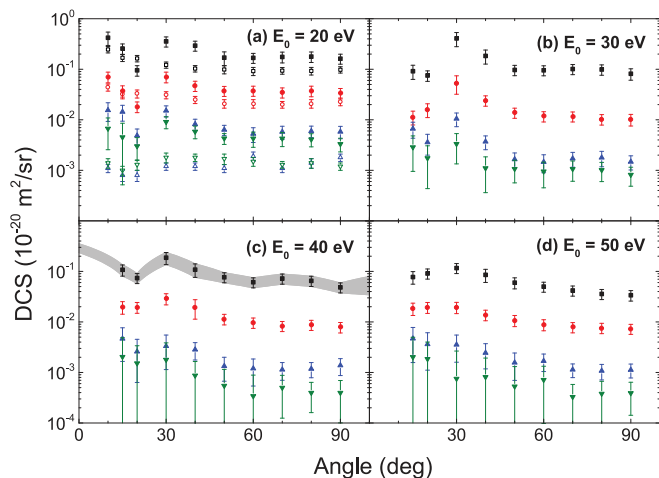 10⁰
(a) E₀ = 20 eV
(b) E₀ = 30 eV
10⁻¹
10⁻²
10⁻³
DCS (10⁻²⁰ m²/sr)
(c) E₀ = 40 eV
(d) E₀ = 50 eV
10⁻¹
10⁻²
10⁻³
10⁻⁴
0 30 60 90 0 30 60 90
Angle (deg)